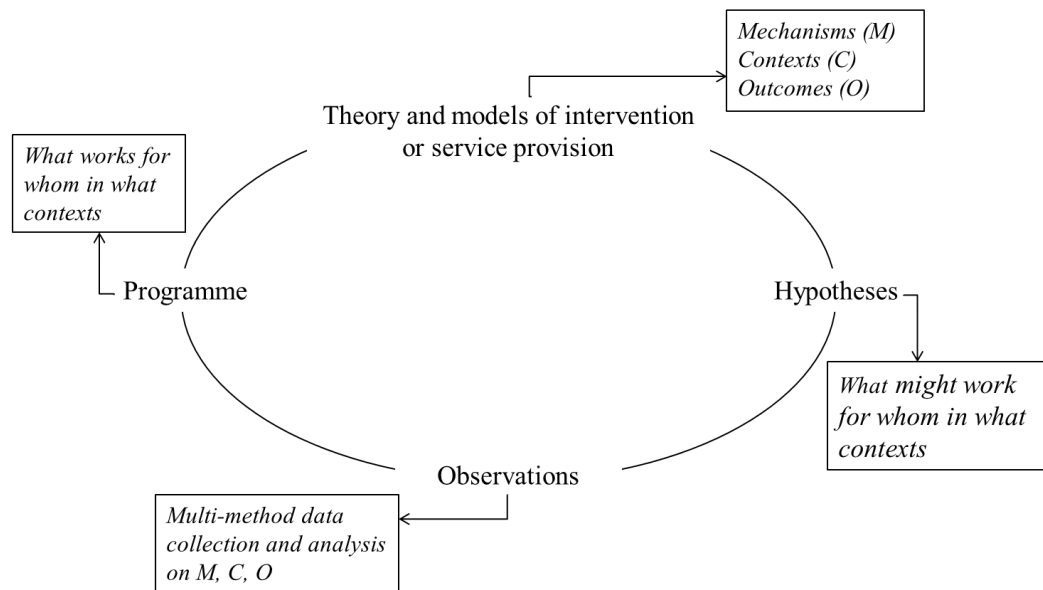 Mechanisms (M)
Contexts (C)
Outcomes (O)
Theory and models of intervention
or service provision
What works for
whom in what
contexts
Programme
Hypotheses
What might work
for whom in what
contexts
Observations
Multi-method data
collection and analysis
on M, C, O